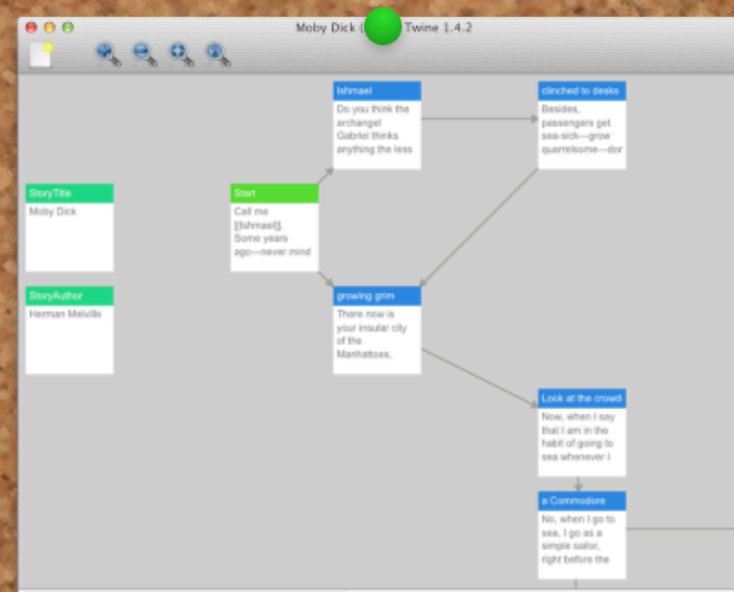 Moby Dick ( Twine 1.4.2
Ishmael
Do you think the
archangel
Gabriel thinks
anything the less
clinched to desks
Besides,
passengers get
sea-sick—grow
quarrelsome—dor
StoryTitle
Moby Dick
Start
Call me
[[Ishmael]].
Some years
ago—never mind
StoryAuthor
Herman Melville
growing grim
There now is
your insular city
of the
Manhattoes,
Look at the crowd
Now, when I say
that I am in the
habit of going to
sea whenever I
a Commodore
No, when I go to
sea, I go as a
simple sailor,
right before the